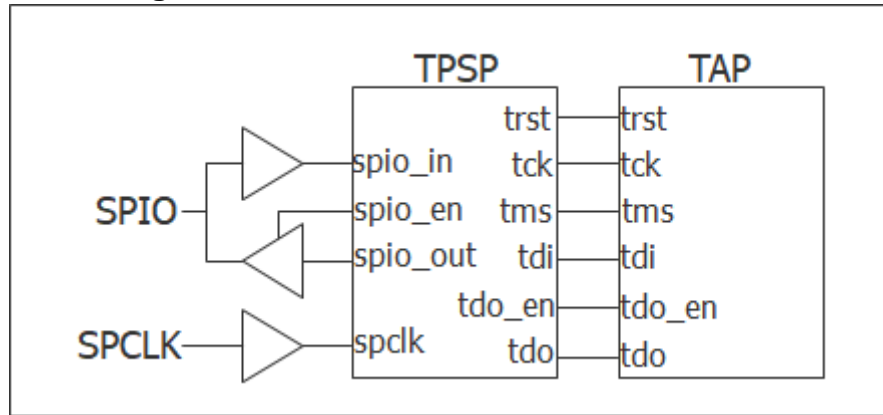 TPSP
TAP
trst
trst
spio_in
tck
tck
SPIO
spio_en
tms
tms
spio_out
tdi
tdi
tdo_en
tdo_en
SPCLK
spclk
tdo
tdo